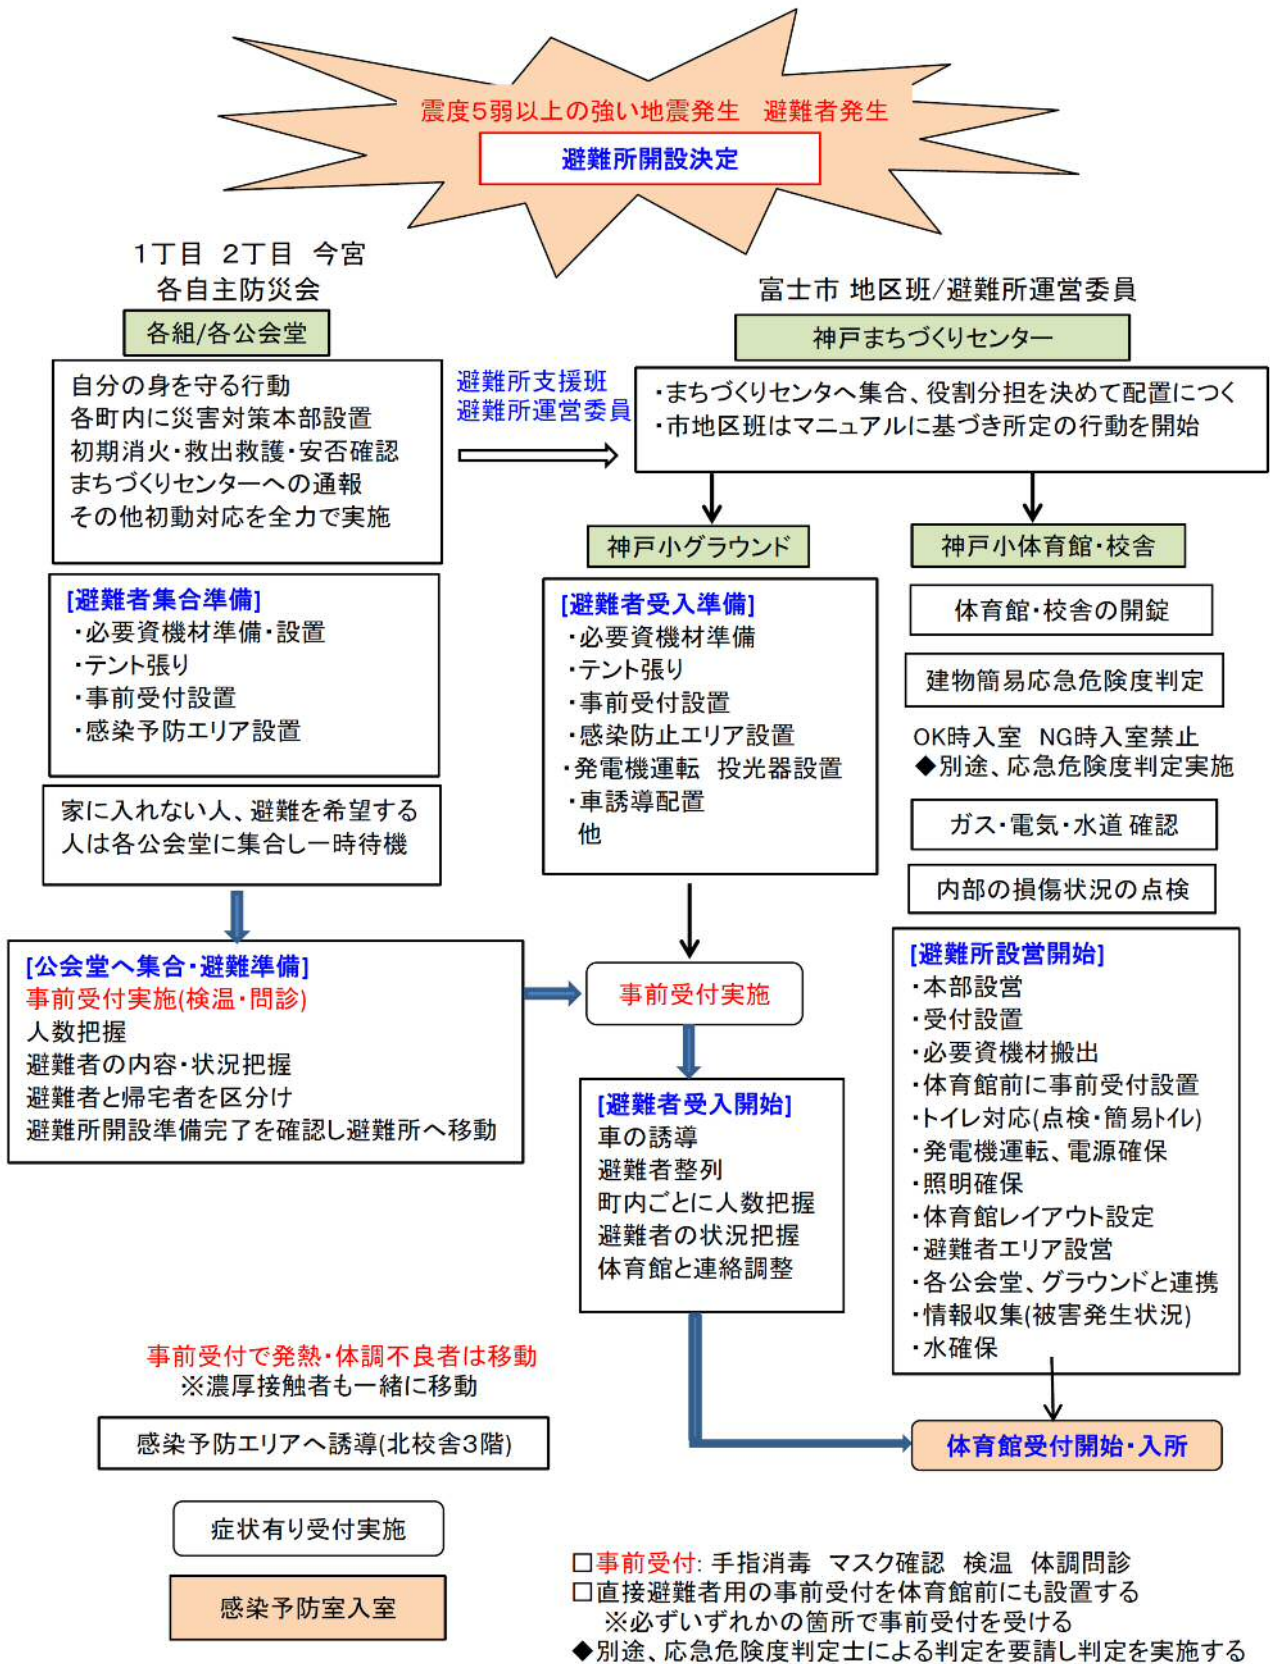 震度5弱以上の強い地震発生　避難者発生
避難所開設決定
1丁目　2丁目　今宮
各自主防災会
各組/各公会堂
自分の身を守る行動
各町内に災害対策本部設置
初期消火・救出救護・安否確認
まちづくりセンターへの通報
その他初動対応を全力で実施
[避難者集合準備]
・必要資機材準備・設置
・テント張り
・事前受付設置
・感染予防エリア設置
家に入れない人、避難を希望する
人は各公会堂に集合し一時待機
[公会堂へ集合・避難準備]
事前受付実施(検温・問診)
人数把握
避難者の内容・状況把握
避難者と帰宅者を区分け
避難所開設準備完了を確認し避難所へ移動
避難所支援班
避難所運営委員
富士市 地区班/避難所運営委員
神戸まちづくりセンター
・まちづくりセンタへ集合、役割分担を決めて配置につく
・市地区班はマニュアルに基づき所定の行動を開始
神戸小グラウンド
[避難者受入準備]
・必要資機材準備
・テント張り
・事前受付設置
・感染防止エリア設置
・発電機運転　投光器設置
・車誘導配置
他
事前受付実施
[避難者受入開始]
車の誘導
避難者整列
町内ごとに人数把握
避難者の状況把握
体育館と連絡調整
神戸小体育館・校舎
体育館・校舎の開錠
建物簡易応急危険度判定
OK時入室　NG時入室禁止
◆別途、応急危険度判定実施
ガス・電気・水道 確認
内部の損傷状況の点検
[避難所設営開始]
・本部設営
・受付設置
・必要資機材搬出
・体育館前に事前受付設置
・トイレ対応(点検・簡易トイレ)
・発電機運転、電源確保
・照明確保
・体育館レイアウト設定
・避難者エリア設営
・各公会堂、グラウンドと連携
・情報収集(被害発生状況)
・水確保
体育館受付開始・入所
事前受付で発熱・体調不良者は移動
※濃厚接触者も一緒に移動
感染予防エリアへ誘導(北校舎3階)
症状有り受付実施
感染予防室入室
□事前受付: 手指消毒　マスク確認　検温　体調問診
□直接避難者用の事前受付を体育館前にも設置する
※必ずいずれかの箇所で事前受付を受ける
◆別途、応急危険度判定士による判定を要請し判定を実施する